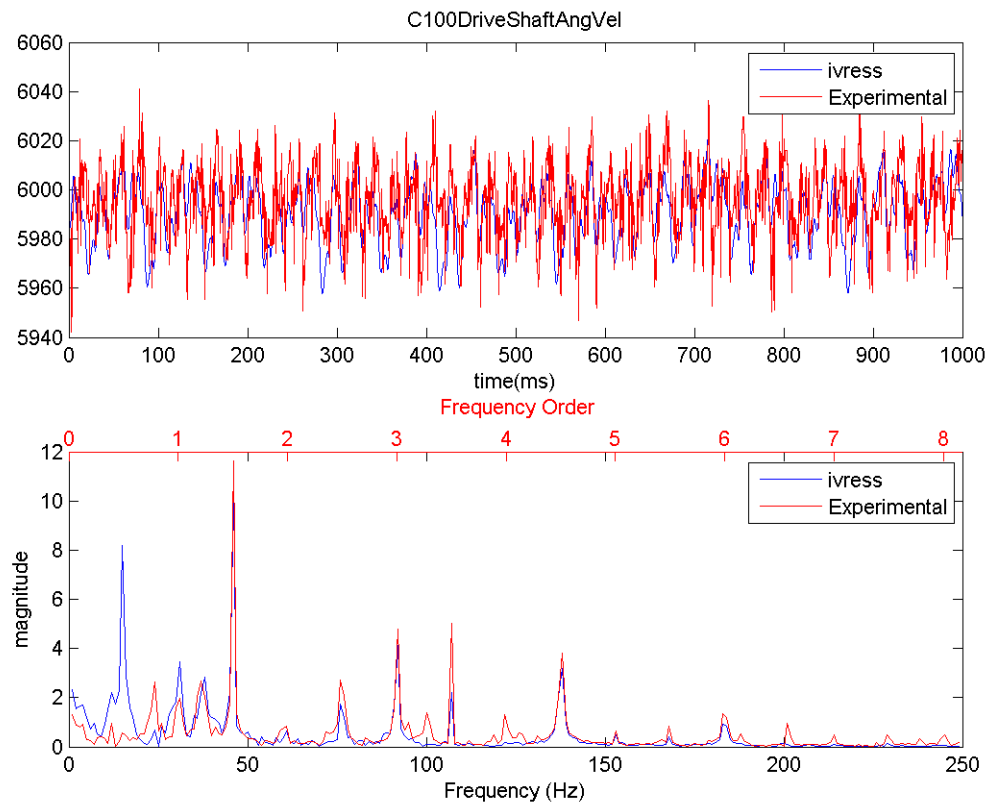 C100DriveShaftAngVel
6060
6040
6020
6000
5980
5960
5940
ivress
Experimental
0 100 200 300 400 500 600 700 800 900 1000
time(ms)
Frequency Order
0 1 2 3 4 5 6 7 8
12
10
8
6
4
2
0
magnitude
ivress
Experimental
0 50 100 150 200 250
Frequency (Hz)